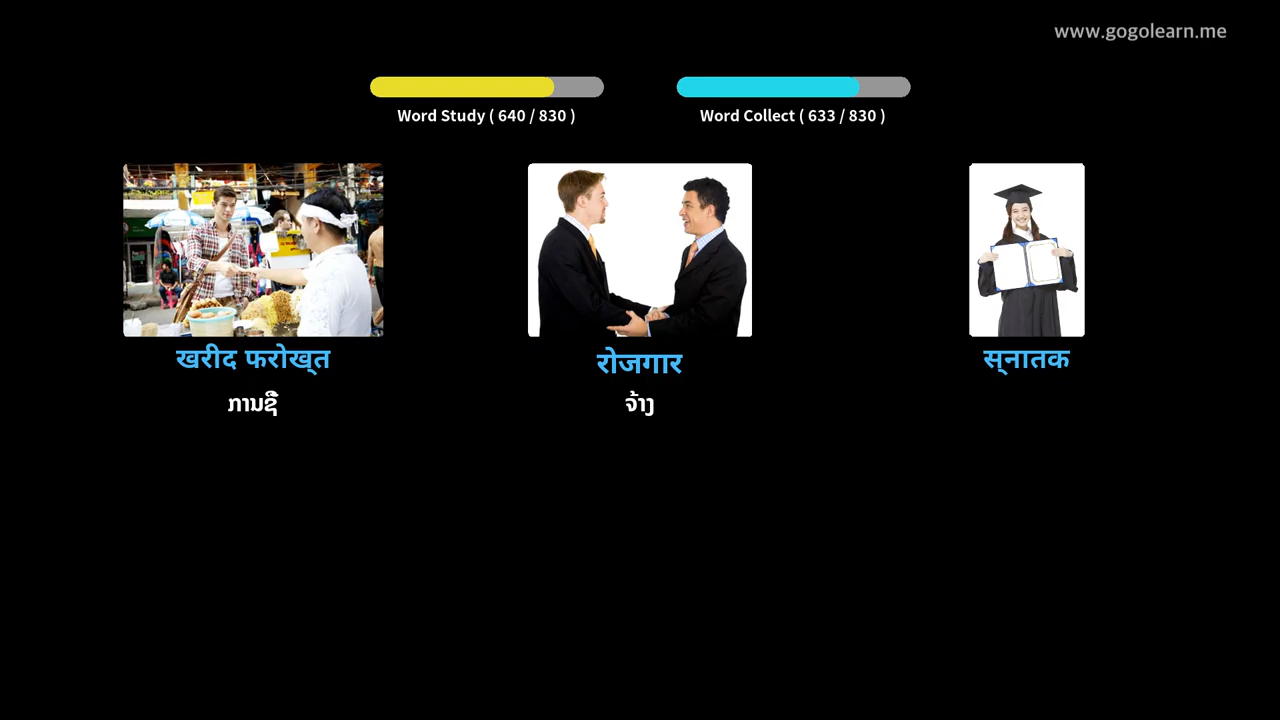 www.gogolearn.me
Word Study ( 640 / 830 )
Word Collect ( 633 / 830 )
खरीद फरोख्त
रोजगार
स्नातक
ການຊື້
ຈ້າງ